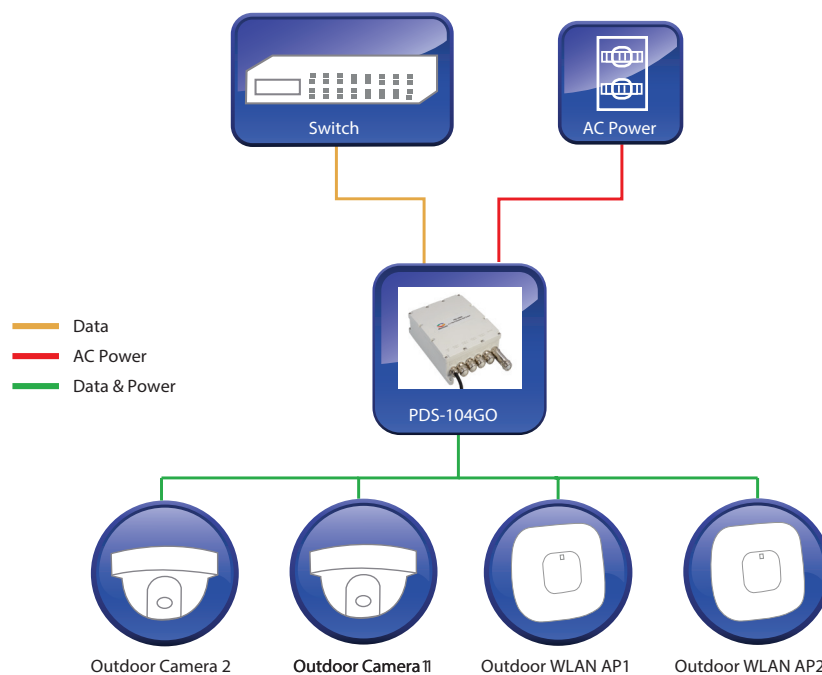 Switch
AC Power
Data
AC Power
Data & Power
PDS-104GO
Outdoor Camera 2
Outdoor Camera 11
Outdoor WLAN AP1
Outdoor WLAN AP2